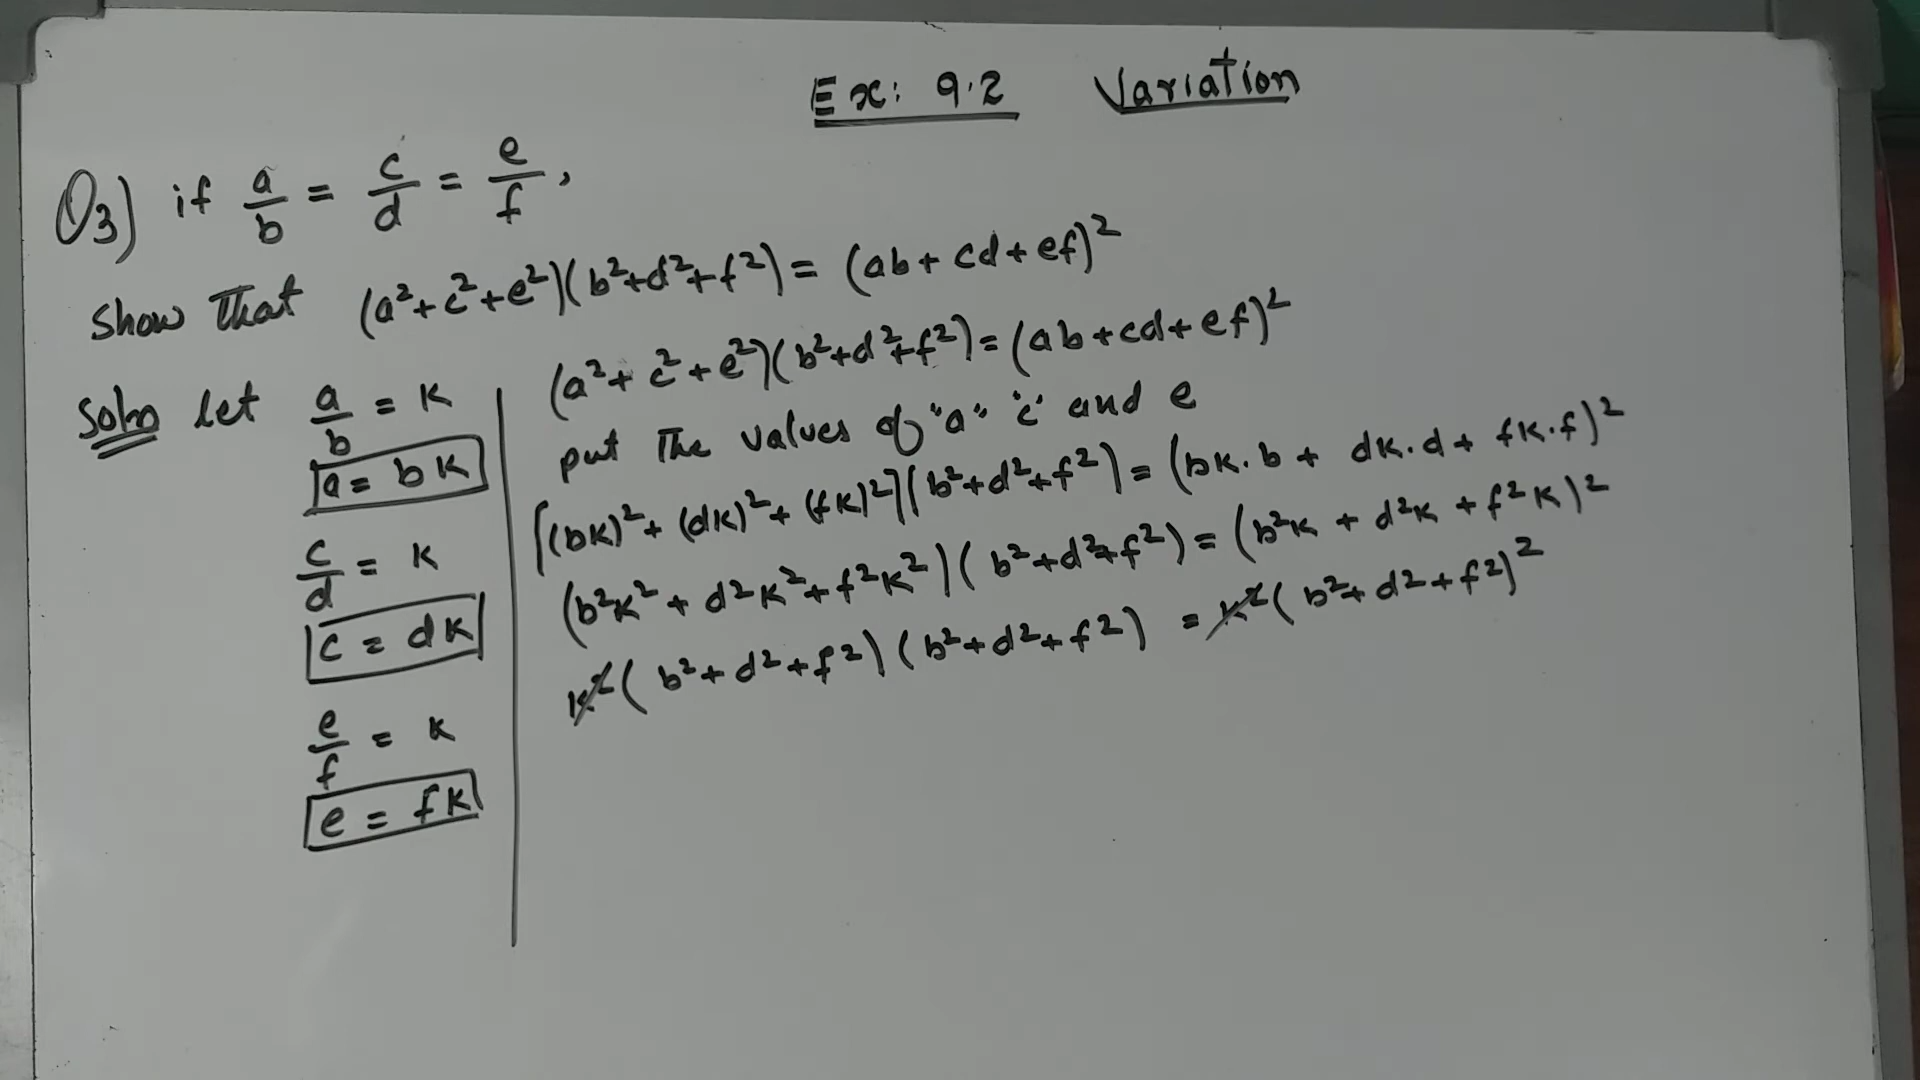 Ex: 9.2 Variation
Q3) if a/b = c/d = e/f,
Show that (a²+c²+e²)(b²+d²+f²) = (ab+cd+ef)²
Soln let a/b = k
a = bk
c/d = k
c = dk
e/f = k
e = fk
(a²+c²+e²)(b²+d²+f²) = (ab+cd+ef)²
put the values of "a" "c" and e
[(bk)²+(dk)²+(fk)²](b²+d²+f²) = (bk.b + dk.d + fk.f)²
(b²k² + d²k² + f²k²)(b²+d²+f²) = (b²k + d²k + f²k)²
k²(b²+d²+f²)(b²+d²+f²) = k²(b²+d²+f²)²